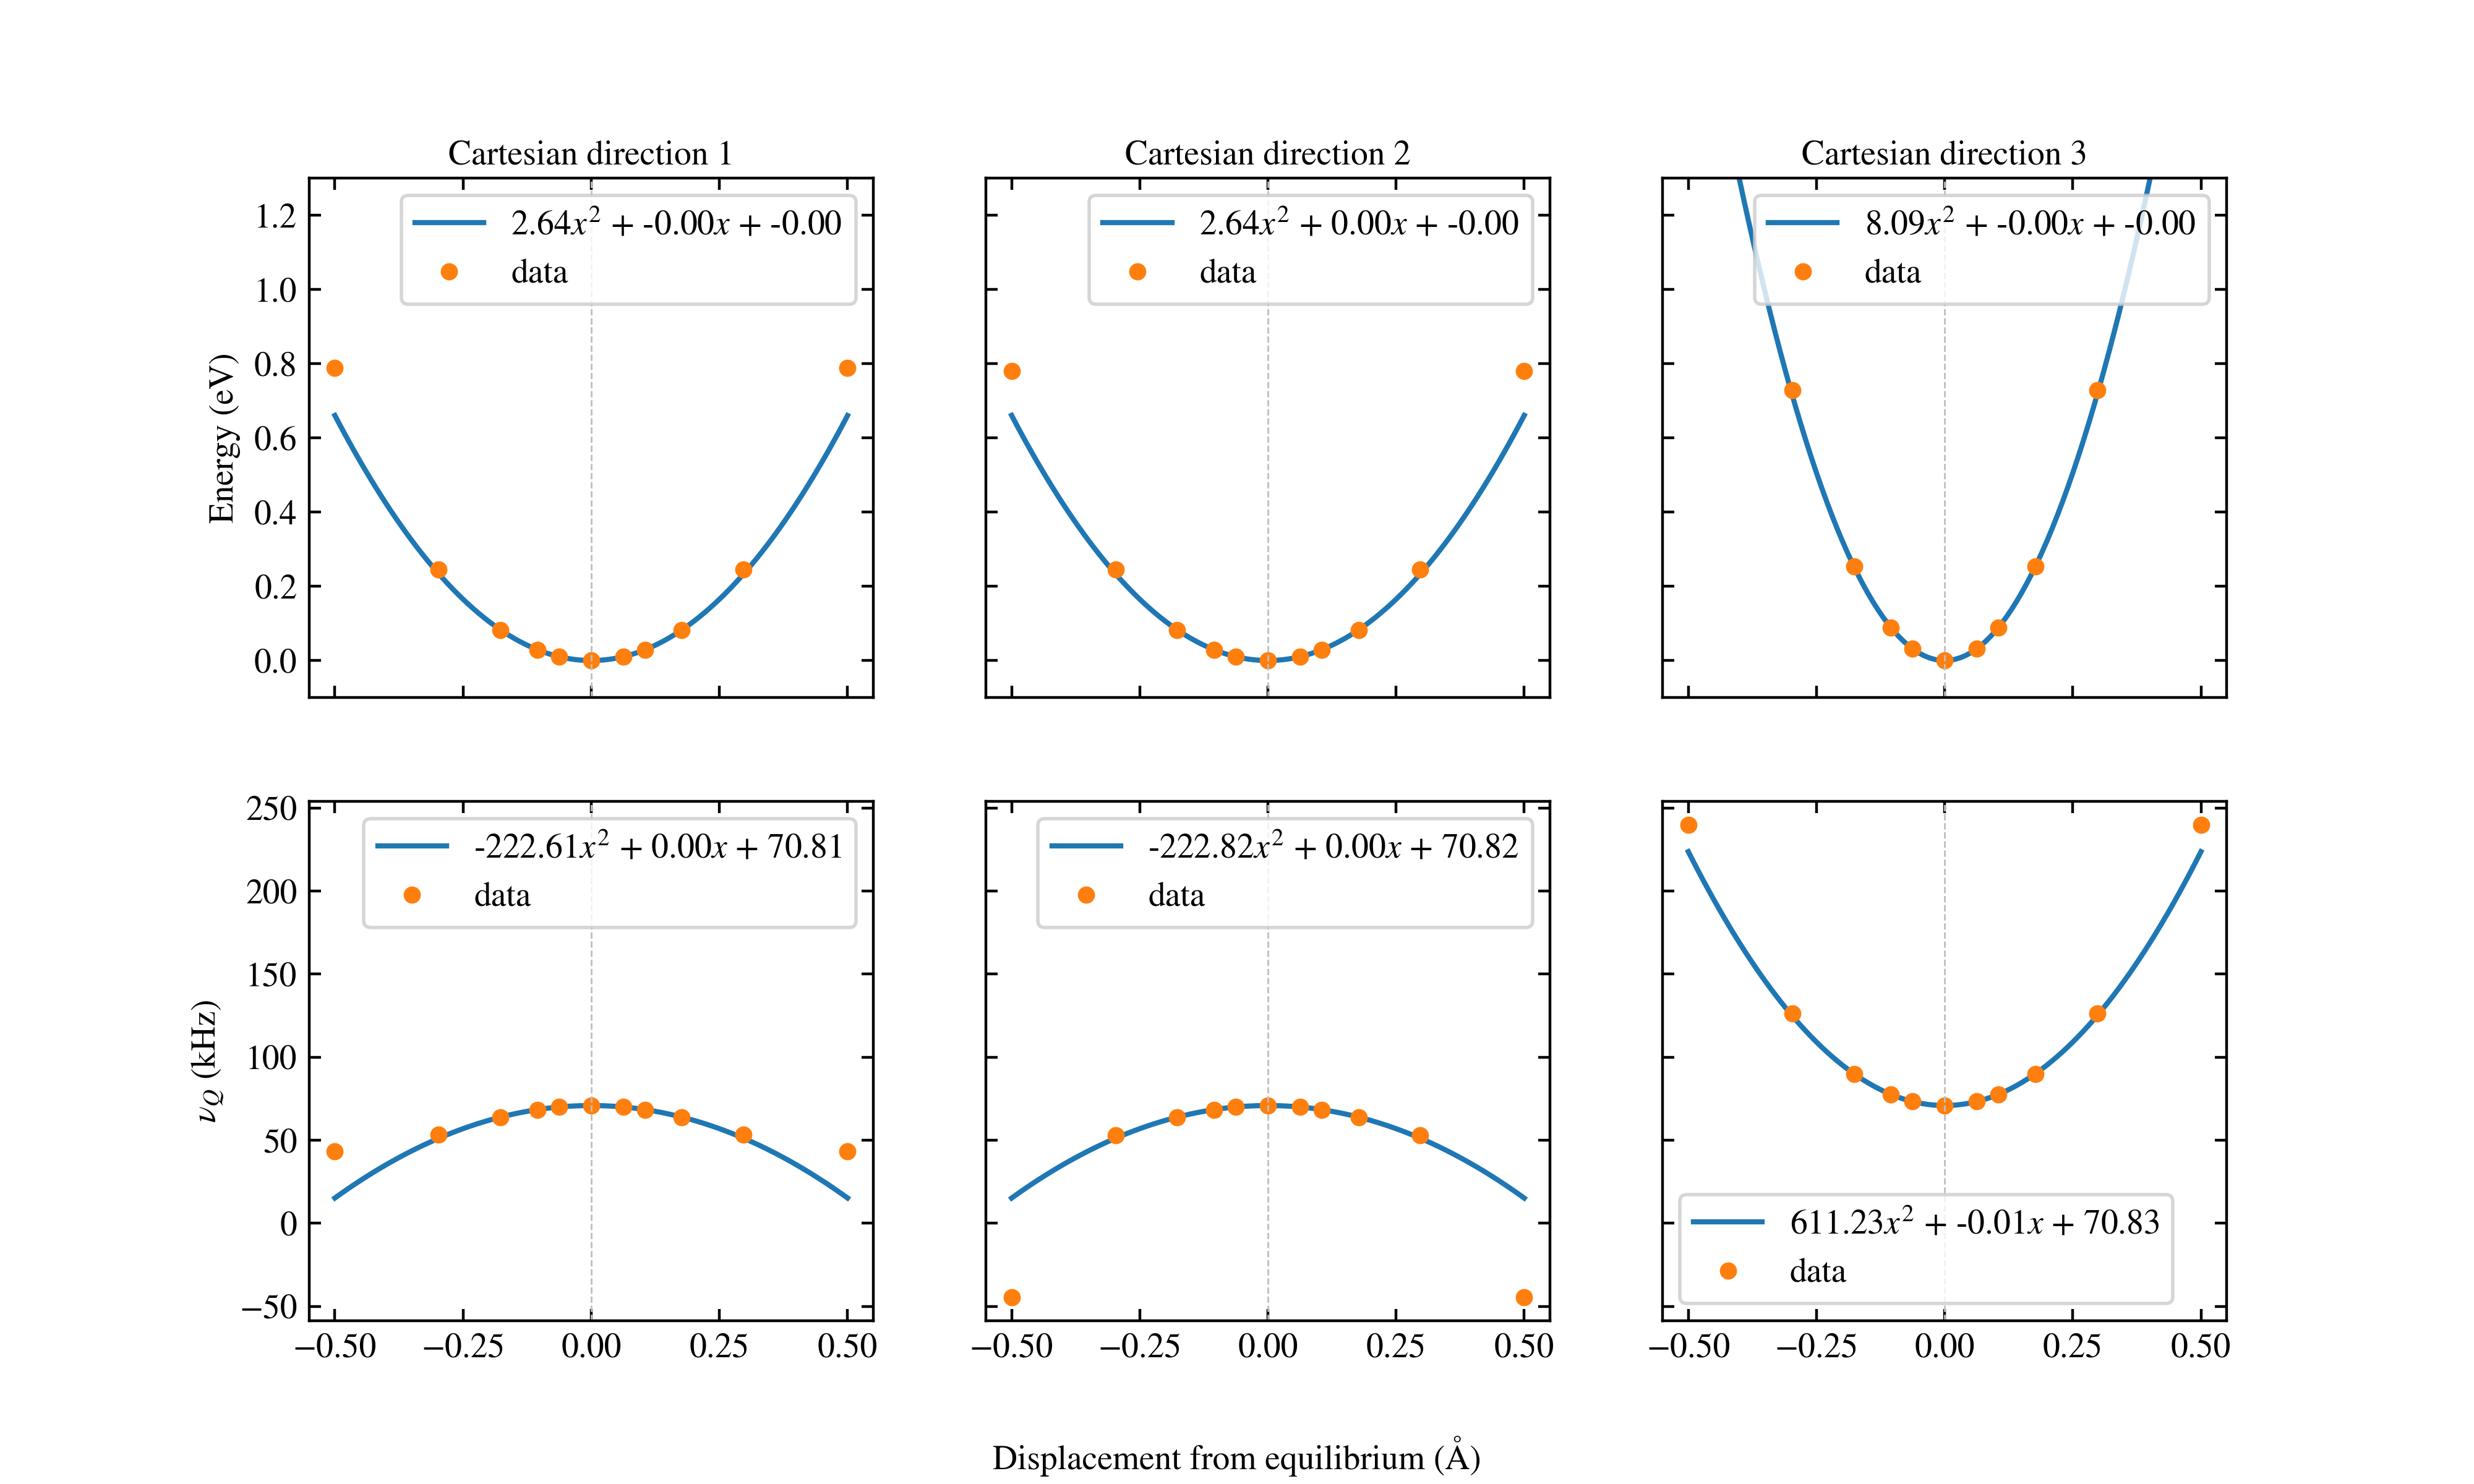 Cartesian direction 1
Cartesian direction 2
Cartesian direction 3
Energy (eV)
1.2
1.0
0.8
0.6
0.4
0.2
0.0
2.64x² + -0.00x + -0.00
data
2.64x² + 0.00x + -0.00
data
8.09x² + -0.00x + -0.00
data
ν_Q (kHz)
250
200
150
100
50
0
−50
-222.61x² + 0.00x + 70.81
data
-222.82x² + 0.00x + 70.82
data
611.23x² + -0.01x + 70.83
data
−0.50 −0.25 0.00 0.25 0.50
−0.50 −0.25 0.00 0.25 0.50
−0.50 −0.25 0.00 0.25 0.50
Displacement from equilibrium (Å)